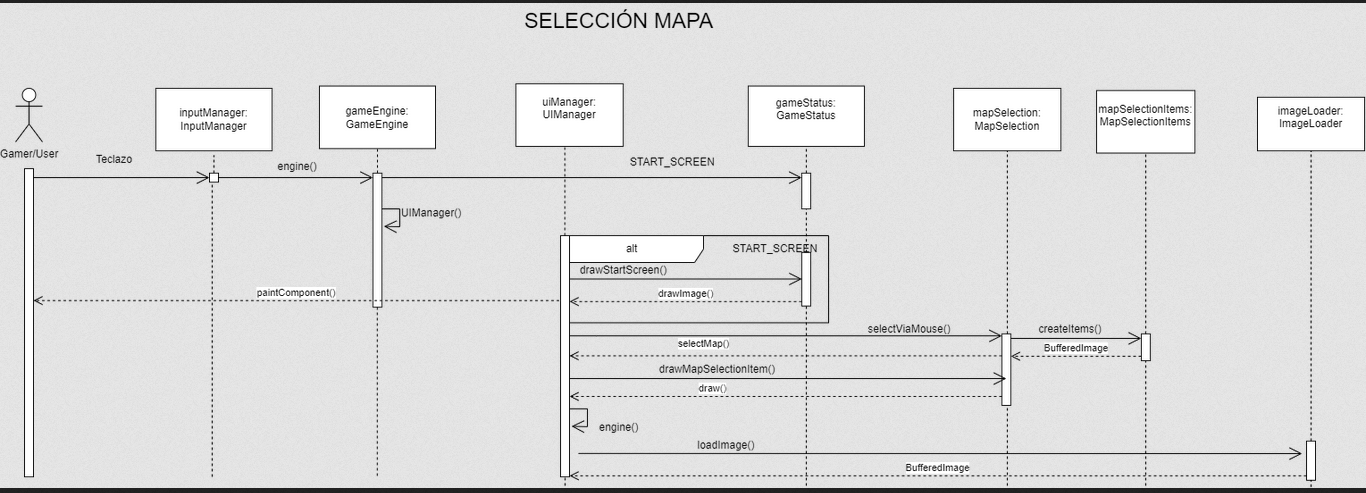 SELECCIÓN MAPA
inputManager:
InputManager
gameEngine:
GameEngine
uiManager:
UIManager
gameStatus:
GameStatus
mapSelection:
MapSelection
mapSelectionItems:
MapSelectionItems
imageLoader:
ImageLoader
Gamer/User
Teclazo
engine()
START_SCREEN
UIManager()
alt
START_SCREEN
drawStartScreen()
paintComponent()
drawImage()
selectViaMouse()
createItems()
selectMap()
BufferedImage
drawMapSelectionItem()
draw()
engine()
loadImage()
BufferedImage